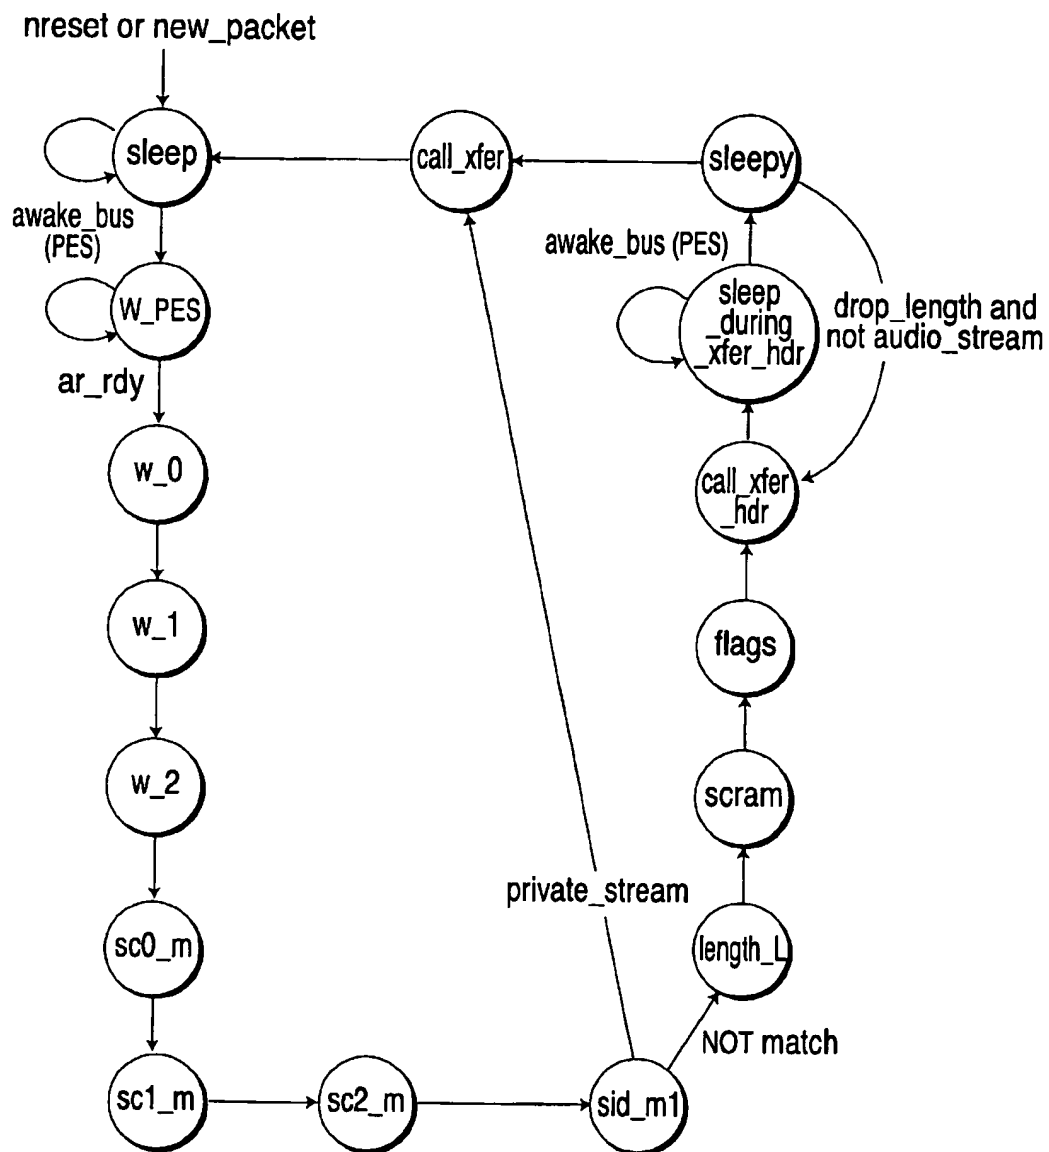 nreset or new_packet
sleep
call_xfer
sleepy
awake_bus
(PES)
awake_bus (PES)
W_PES
sleep
_during
_xfer_hdr
drop_length and
not audio_stream
ar_rdy
w_0
call_xfer
_hdr
w_1
flags
w_2
scram
private_stream
sc0_m
length_L
NOT match
sc1_m
sc2_m
sid_m1